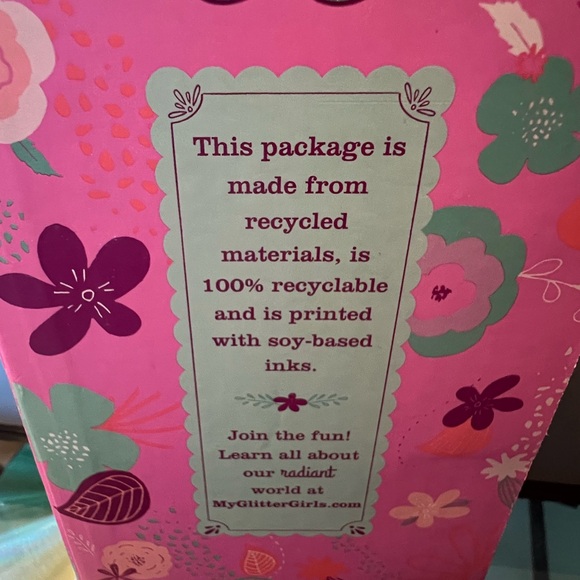 This package is
made from
recycled
materials, is
100% recyclable
and is printed
with soy-based
inks.
Join the fun!
Learn all about
our radiant
world at
MyGlitterGirls.com